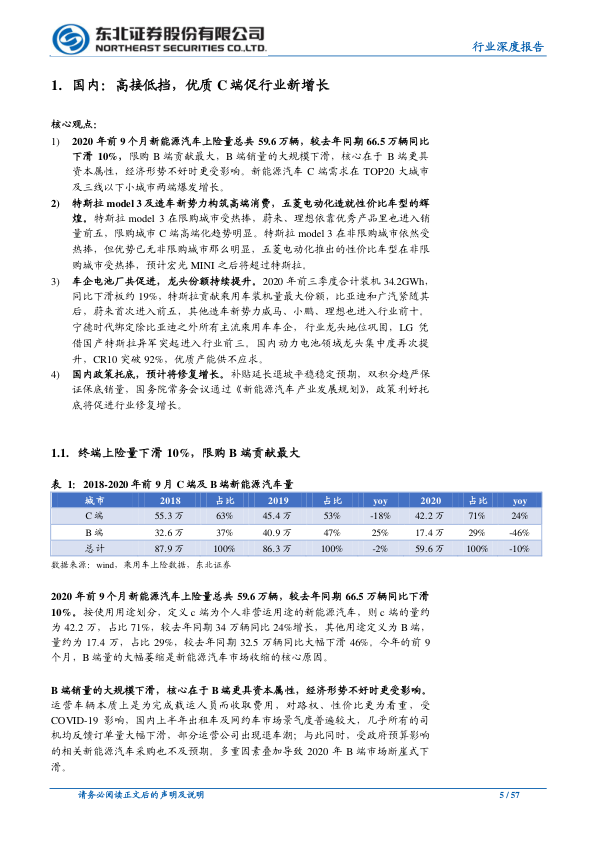 东北证券股份有限公司
NORTHEAST SECURITIES CO.,LTD.
行业深度报告
1. 国内：高接低挡，优质 C 端促行业新增长
核心观点：
1) 2020 年前 9 个月新能源汽车上险量总共 59.6 万辆，较去年同期 66.5 万辆同比
下滑 10%，限购 B 端贡献最大，B 端销量的大规模下滑，核心在于 B 端更具
资本属性，经济形势不好时更受影响。新能源汽车 C 端需求在 TOP20 大城市
及三线以下小城市两端爆发增长。
2) 特斯拉 model 3 及造车新势力构筑高端消费，五菱电动化造就性价比车型的辉
煌。特斯拉 model 3 在限购城市受热捧，蔚来、理想依靠优秀产品里也进入销
量前五，限购城市 C 端高端化趋势明显。特斯拉 model 3 在非限购城市依然受
热捧，但优势已无非限购城市那么明显，五菱电动化推出的性价比车型在非限
购城市受热捧，预计宏光 MINI 之后将超过特斯拉。
3) 车企电池厂共促进，龙头份额持续提升。2020 年前三季度合计装机 34.2GWh，
同比下滑板约 19%，特斯拉贡献乘用车装机量最大份额，比亚迪和广汽紧随其
后，蔚来首次进入前五，其他造车新势力威马、小鹏、理想也进入行业前十。
宁德时代绑定除比亚迪之外所有主流乘用车车企，行业龙头地位巩固，LG 凭
借国产特斯拉异军突起进入行业前三。国内动力电池领域龙头集中度再次提
升，CR10 突破 92%，优质产能供不应求。
4) 国内政策托底，预计将修复增长。补贴延长退坡平稳稳定预期，双积分趋严保
证保底销量，国务院常务会议通过《新能源汽车产业发展规划》，政策利好托
底将促进行业修复增长。
1.1. 终端上险量下滑 10%，限购 B 端贡献最大
表 1：2018-2020 年前 9 月 C 端及 B 端新能源汽车量
城市 2018 占比 2019 占比 yoy 2020 占比 yoy
C 端 55.3 万 63% 45.4 万 53% -18% 42.2 万 71% 24%
B 端 32.6 万 37% 40.9 万 47% 25% 17.4 万 29% -46%
总计 87.9 万 100% 86.3 万 100% -2% 59.6 万 100% -10%
数据来源：wind，乘用车上险数据，东北证券
2020 年前 9 个月新能源汽车上险量总共 59.6 万辆，较去年同期 66.5 万辆同比下滑
10%。按使用用途划分，定义 c 端为个人非营运用途的新能源汽车，则 c 端的量约
为 42.2 万，占比 71%，较去年同期 34 万辆同比 24%增长，其他用途定义为 B 端，
量约为 17.4 万，占比 29%，较去年同期 32.5 万辆同比大幅下滑 46%。今年的前 9
个月，B 端量的大幅萎缩是新能源汽车市场收缩的核心原因。
B 端销量的大规模下滑，核心在于 B 端更具资本属性，经济形势不好时更受影响。
运营车辆本质上是为完成载运人员而收取费用，对路权、性价比更为看重，受
COVID-19 影响，国内上半年出租车及网约车市场景气度普遍较大，几乎所有的司
机均反馈订单量大幅下滑，部分运营公司出现退车潮；与此同时，受政府预算影响
的相关新能源汽车采购也不及预期。多重因素叠加导致 2020 年 B 端市场断崖式下
滑。
请务必阅读正文后的声明及说明
5 / 57